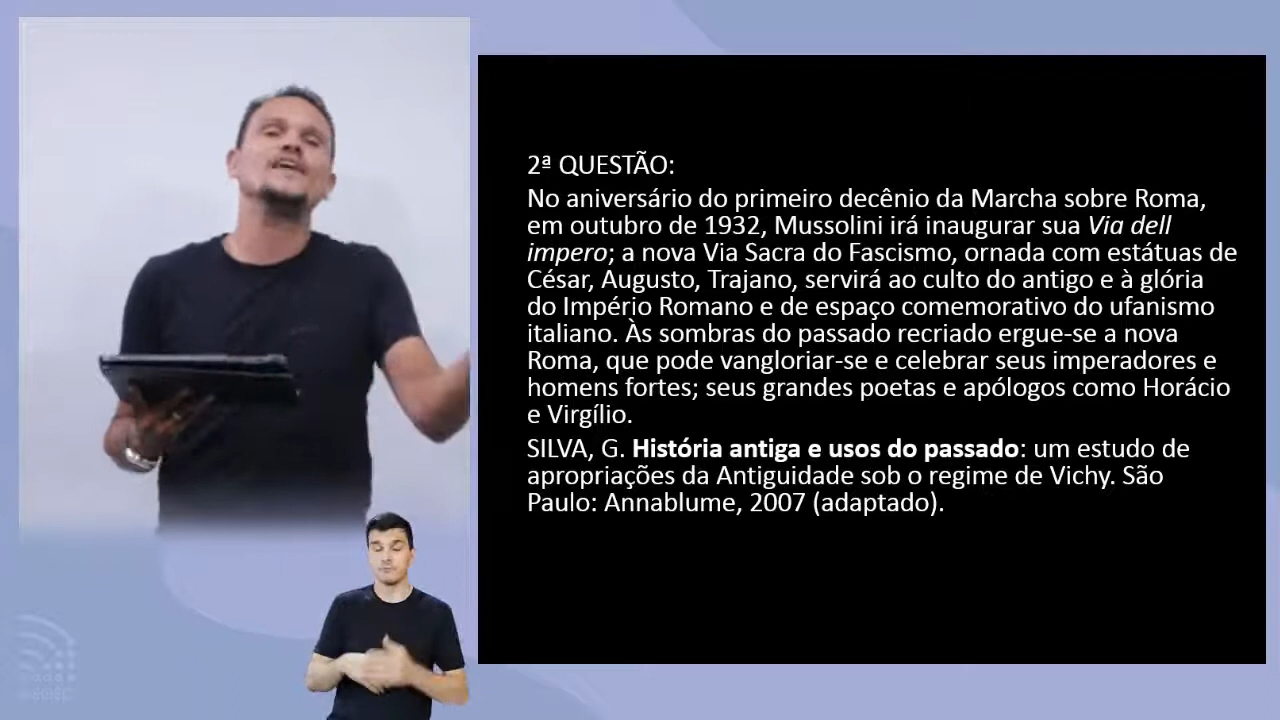 2ª QUESTÃO:
No aniversário do primeiro decênio da Marcha sobre Roma,
em outubro de 1932, Mussolini irá inaugurar sua Via dell
impero; a nova Via Sacra do Fascismo, ornada com estátuas de
César, Augusto, Trajano, servirá ao culto do antigo e à glória
do Império Romano e de espaço comemorativo do ufanismo
italiano. Às sombras do passado recriado ergue-se a nova
Roma, que pode vangloriar-se e celebrar seus imperadores e
homens fortes; seus grandes poetas e apólogos como Horácio
e Virgílio.
SILVA, G. História antiga e usos do passado: um estudo de
apropriações da Antiguidade sob o regime de Vichy. São
Paulo: Annablume, 2007 (adaptado).